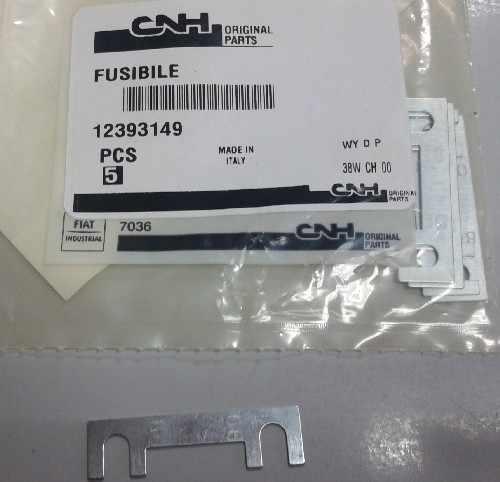 CNH ORIGINAL
PARTS
FUSIBILE
12393149
PCS
5
MADE IN
ITALY
WY D P
38W CH 00
CNH ORIGINAL
PARTS
FIAT
INDUSTRIAL
7036
CNH ORIGINAL
PARTS